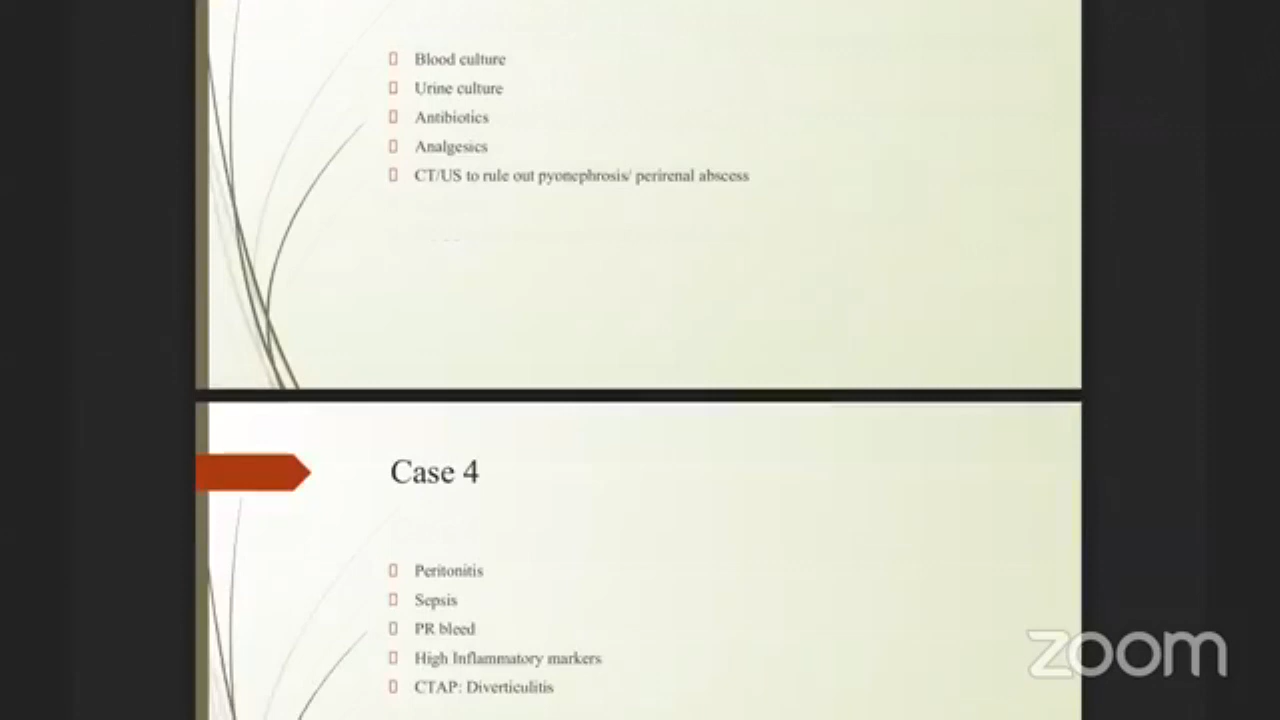 Blood culture
Urine culture
Antibiotics
Analgesics
CT/US to rule out pyonephrosis/ perirenal abscess
Case 4
Peritonitis
Sepsis
PR bleed
High Inflammatory markers
CTAP: Diverticulitis
zoom